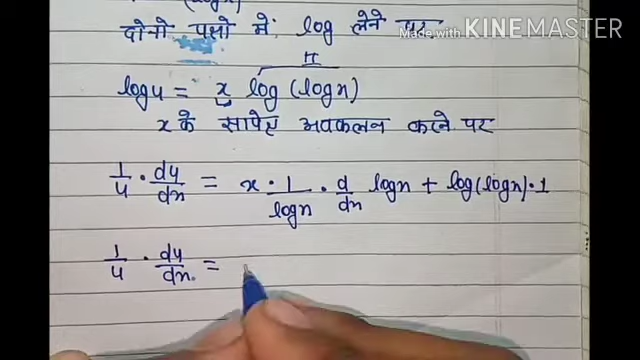 दोनो पक्षो में log लेने पर
Made with KINEMASTER
II
log y = x log (log x)
x के सापेक्ष अवकलन करने पर
1/y · dy/dx = x · 1/log x · d/dx log x + log(log x) · 1
1/y · dy/dx =